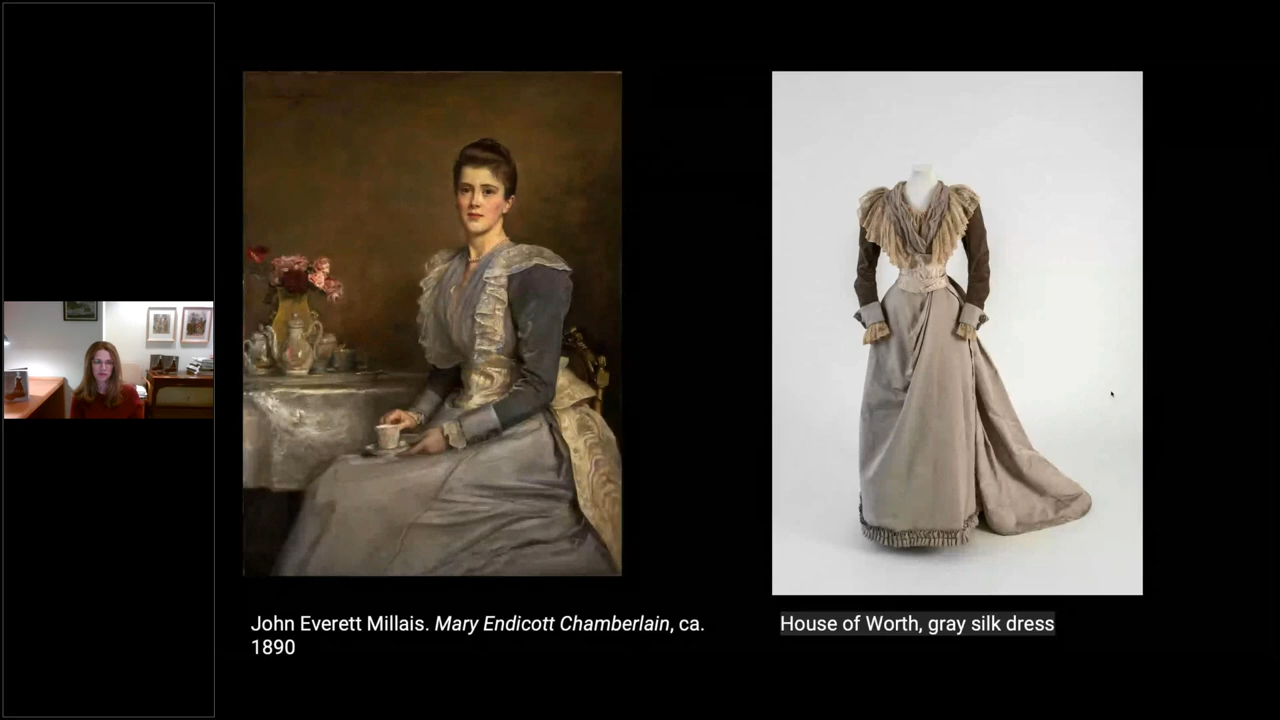 John Everett Millais. Mary Endicott Chamberlain, ca.
1890
House of Worth, gray silk dress